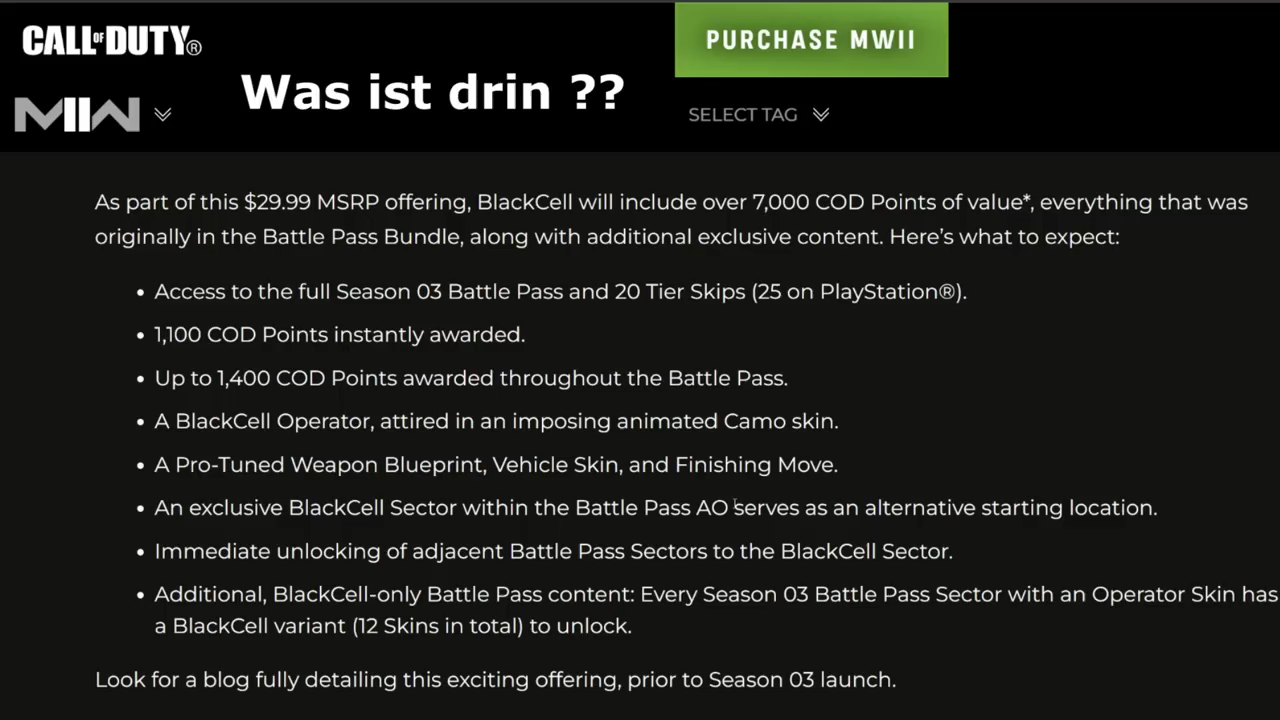 CALL OF DUTY®
PURCHASE MWII
Was ist drin ??
MWII
SELECT TAG
As part of this $29.99 MSRP offering, BlackCell will include over 7,000 COD Points of value*, everything that was
originally in the Battle Pass Bundle, along with additional exclusive content. Here’s what to expect:
• Access to the full Season 03 Battle Pass and 20 Tier Skips (25 on PlayStation®).
• 1,100 COD Points instantly awarded.
• Up to 1,400 COD Points awarded throughout the Battle Pass.
• A BlackCell Operator, attired in an imposing animated Camo skin.
• A Pro-Tuned Weapon Blueprint, Vehicle Skin, and Finishing Move.
• An exclusive BlackCell Sector within the Battle Pass AO serves as an alternative starting location.
• Immediate unlocking of adjacent Battle Pass Sectors to the BlackCell Sector.
• Additional, BlackCell-only Battle Pass content: Every Season 03 Battle Pass Sector with an Operator Skin has
a BlackCell variant (12 Skins in total) to unlock.
Look for a blog fully detailing this exciting offering, prior to Season 03 launch.